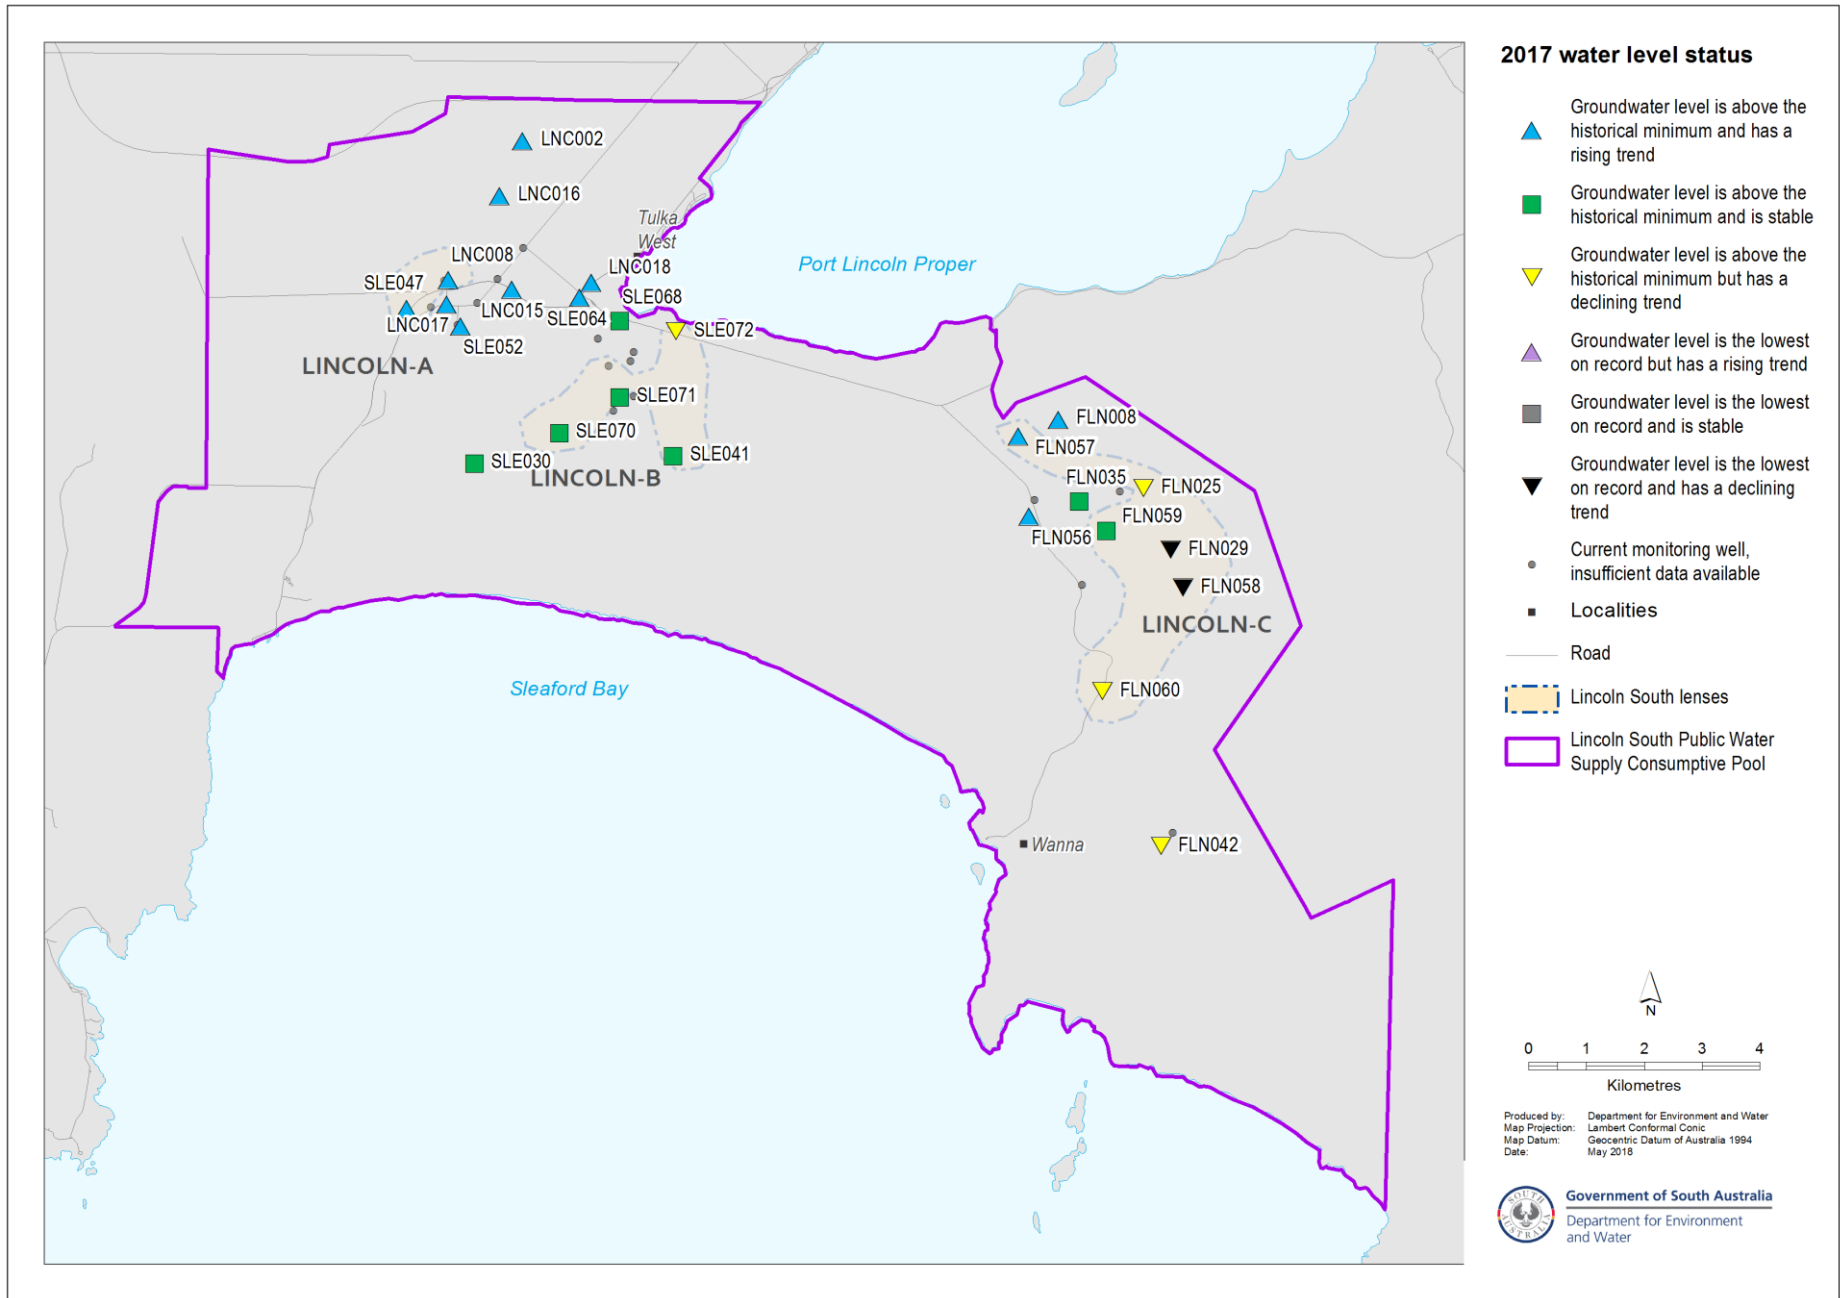 LNC002
LNC016
Tulka
West
LNC008
LNC018
SLE047
SLE068
LNC015
SLE064
LNC017
SLE072
SLE052
LINCOLN-A
SLE071
SLE070
SLE041
SLE030
LINCOLN-B
Port Lincoln Proper
FLN008
FLN057
FLN035
FLN025
FLN059
FLN056
FLN029
FLN058
LINCOLN-C
FLN060
Sleaford Bay
Wanna
FLN042
2017 water level status
Groundwater level is above the
historical minimum and has a
rising trend
Groundwater level is above the
historical minimum and is stable
Groundwater level is above the
historical minimum but has a
declining trend
Groundwater level is the lowest
on record but has a rising trend
Groundwater level is the lowest
on record and is stable
Groundwater level is the lowest
on record and has a declining
trend
Current monitoring well,
insufficient data available
Localities
Road
Lincoln South lenses
Lincoln South Public Water
Supply Consumptive Pool
N
0 1 2 3 4
Kilometres
Produced by: Department for Environment and Water
Map Projection: Lambert Conformal Conic
Map Datum: Geocentric Datum of Australia 1994
Date: May 2018
SOUTH AUSTRALIA
Government of South Australia
Department for Environment
and Water